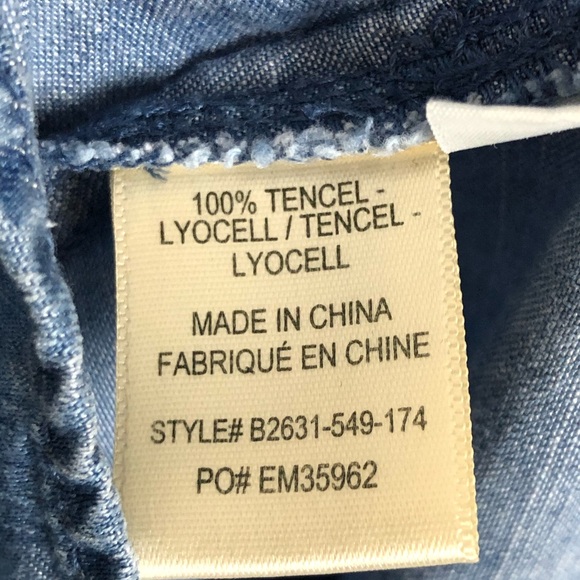 100% TENCEL -
LYOCELL / TENCEL -
LYOCELL
MADE IN CHINA
FABRIQUÉ EN CHINE
STYLE# B2631-549-174
PO# EM35962